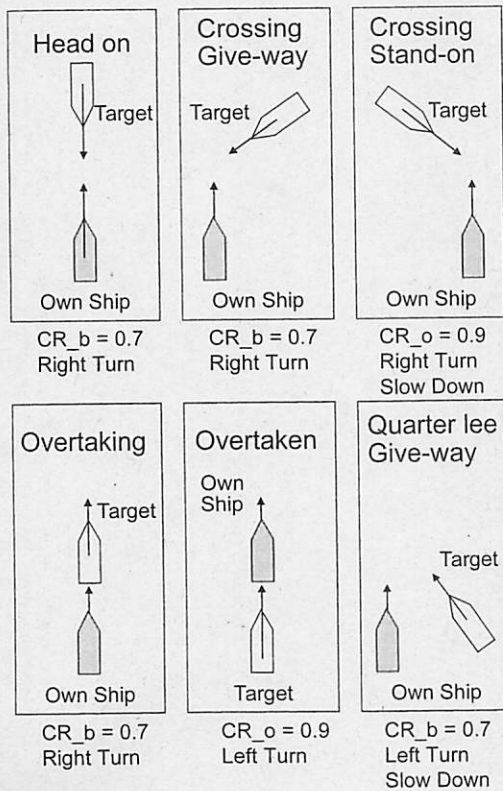 Head on
Target
Own Ship
CR_b = 0.7
Right Turn
Crossing
Give-way
Target
Own Ship
CR_b = 0.7
Right Turn
Crossing
Stand-on
Target
Own Ship
CR_o = 0.9
Right Turn
Slow Down
Overtaking
Target
Own Ship
CR_b = 0.7
Right Turn
Overtaken
Own
Ship
Target
CR_o = 0.9
Left Turn
Quarter lee
Give-way
Target
Own Ship
CR_b = 0.7
Left Turn
Slow Down